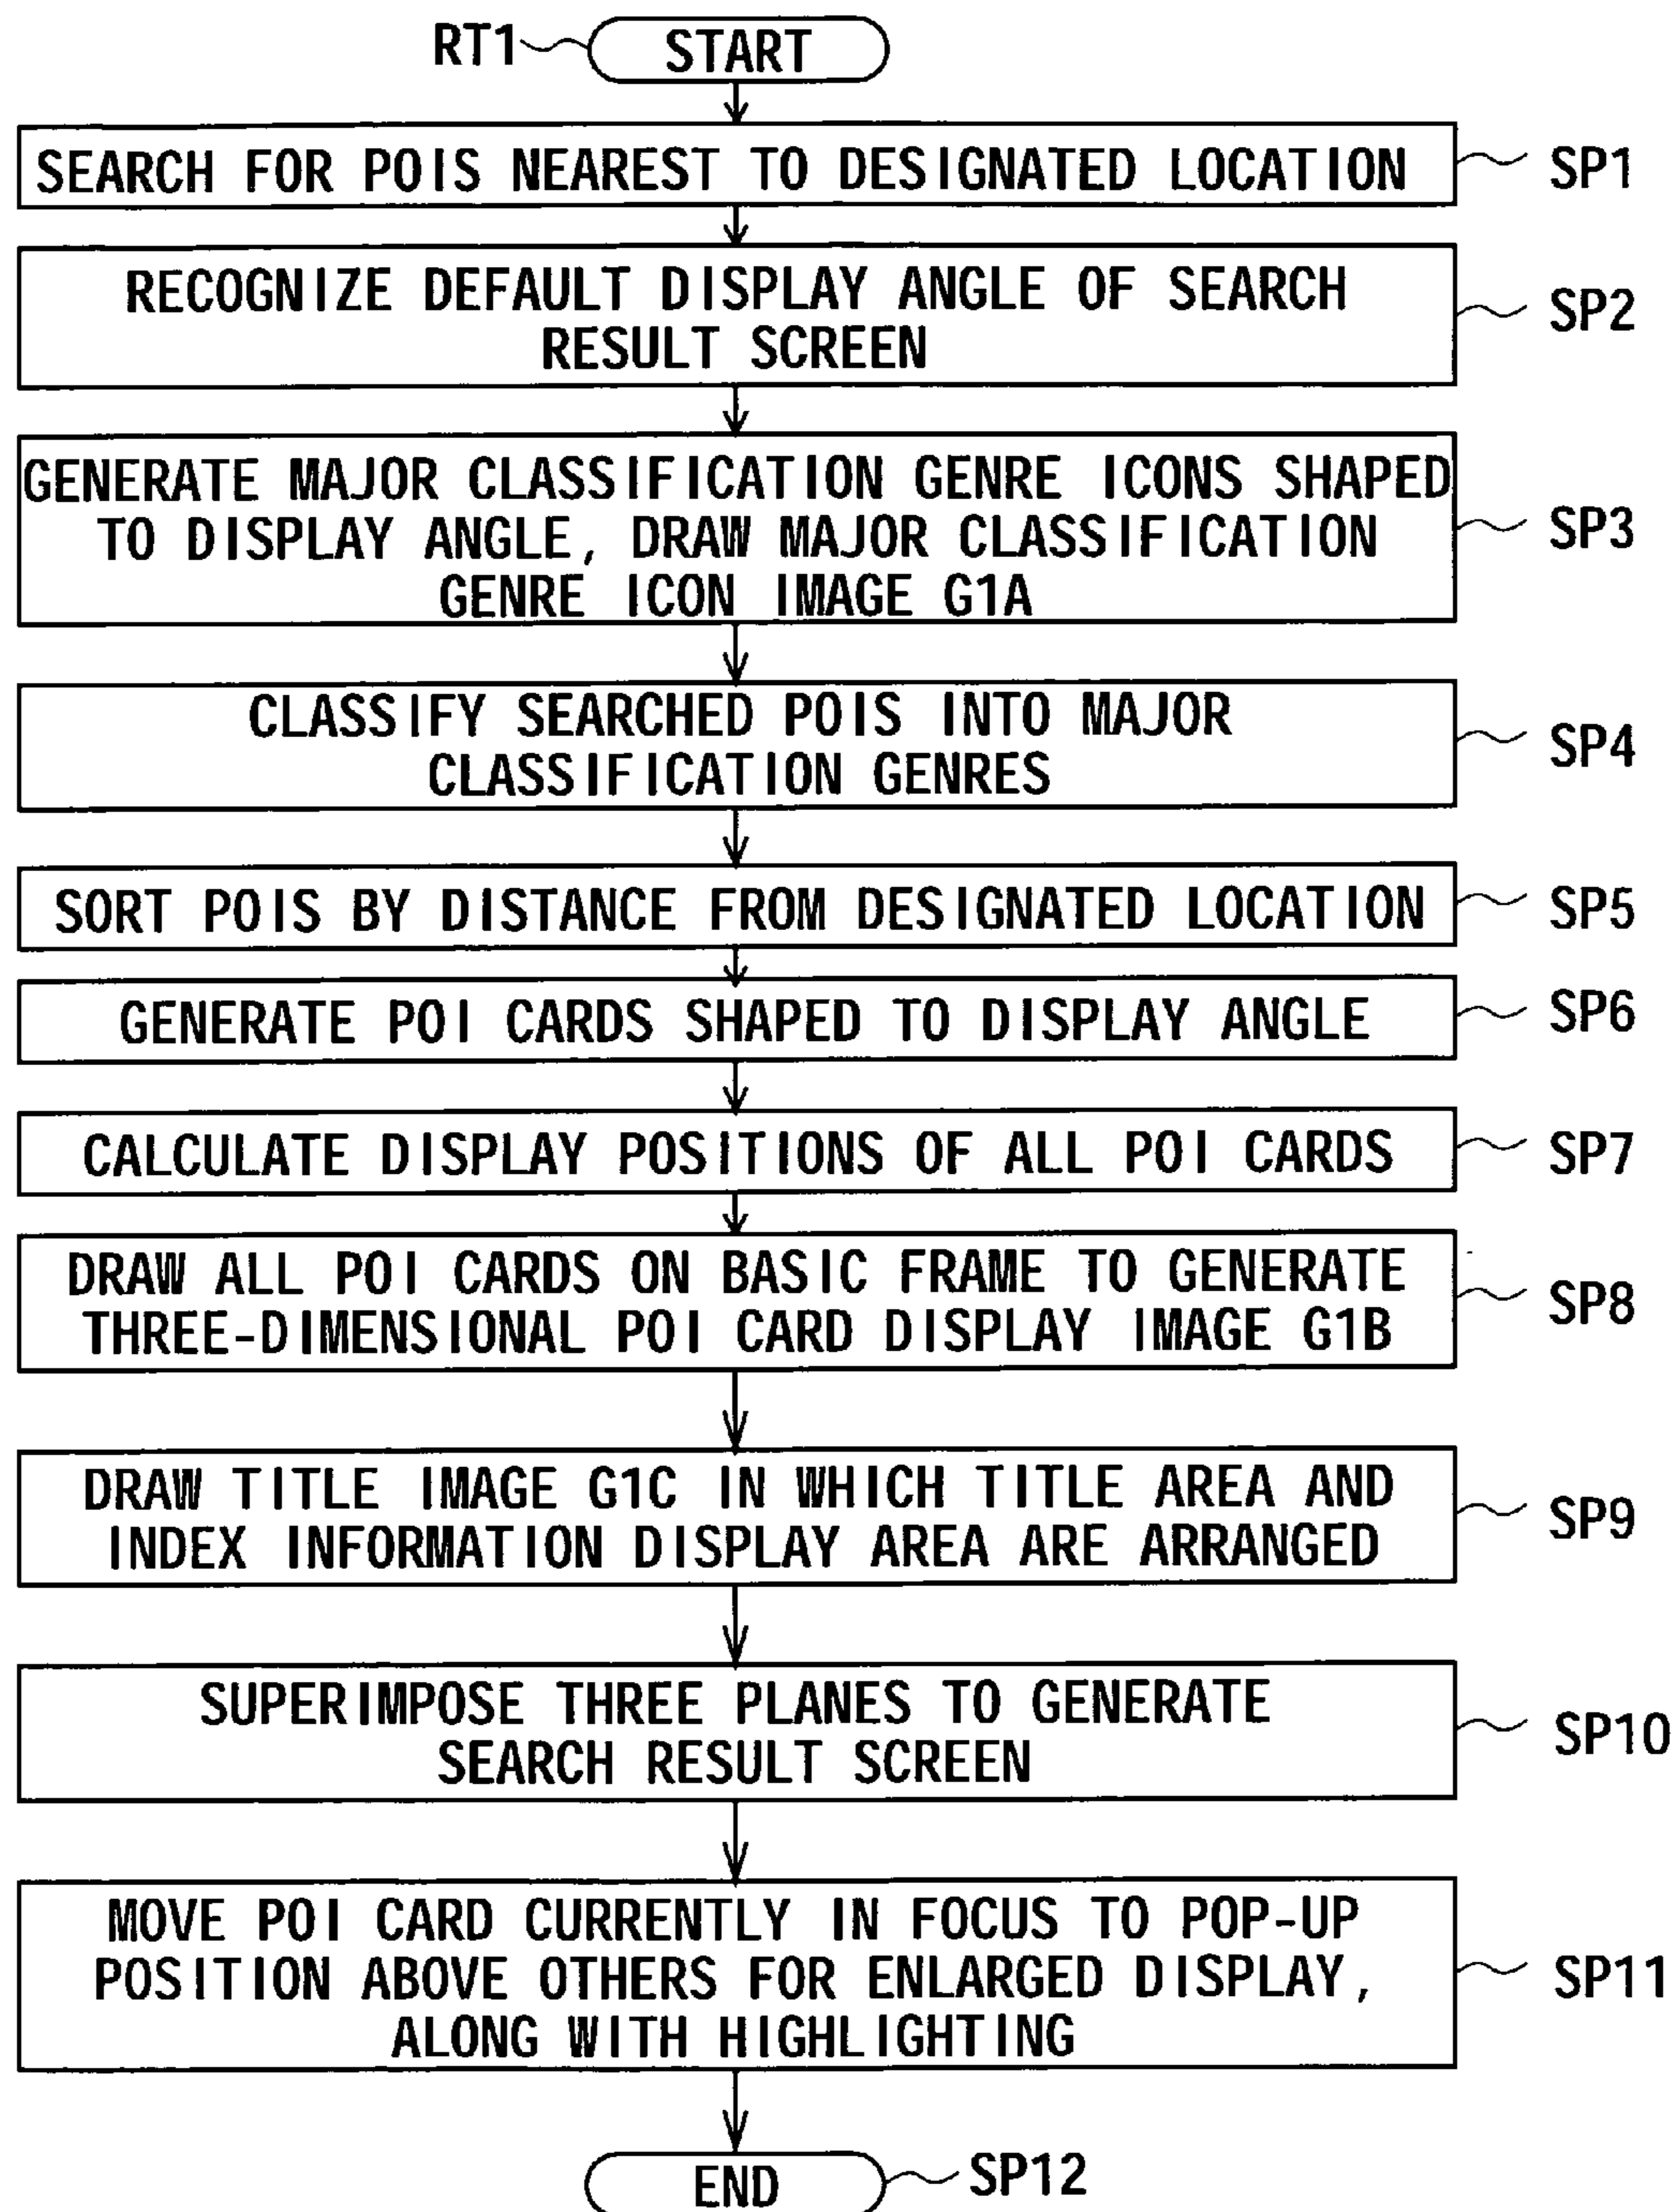 RT1
START
SEARCH FOR POIS NEAREST TO DESIGNATED LOCATION
SP1
RECOGNIZE DEFAULT DISPLAY ANGLE OF SEARCH
RESULT SCREEN
SP2
GENERATE MAJOR CLASSIFICATION GENRE ICONS SHAPED
TO DISPLAY ANGLE, DRAW MAJOR CLASSIFICATION
GENRE ICON IMAGE G1A
SP3
CLASSIFY SEARCHED POIS INTO MAJOR
CLASSIFICATION GENRES
SP4
SORT POIS BY DISTANCE FROM DESIGNATED LOCATION
SP5
GENERATE POI CARDS SHAPED TO DISPLAY ANGLE
SP6
CALCULATE DISPLAY POSITIONS OF ALL POI CARDS
SP7
DRAW ALL POI CARDS ON BASIC FRAME TO GENERATE
THREE-DIMENSIONAL POI CARD DISPLAY IMAGE G1B
SP8
DRAW TITLE IMAGE G1C IN WHICH TITLE AREA AND
INDEX INFORMATION DISPLAY AREA ARE ARRANGED
SP9
SUPERIMPOSE THREE PLANES TO GENERATE
SEARCH RESULT SCREEN
SP10
MOVE POI CARD CURRENTLY IN FOCUS TO POP-UP
POSITION ABOVE OTHERS FOR ENLARGED DISPLAY,
ALONG WITH HIGHLIGHTING
SP11
END
SP12